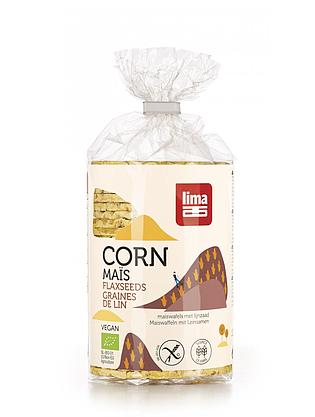 lima
CORN
MAÏS
FLAXSEEDS
GRAINES
DE LIN
maïswafels met lijnzaad
Maiswaffeln mit Leinsamen
VEGAN